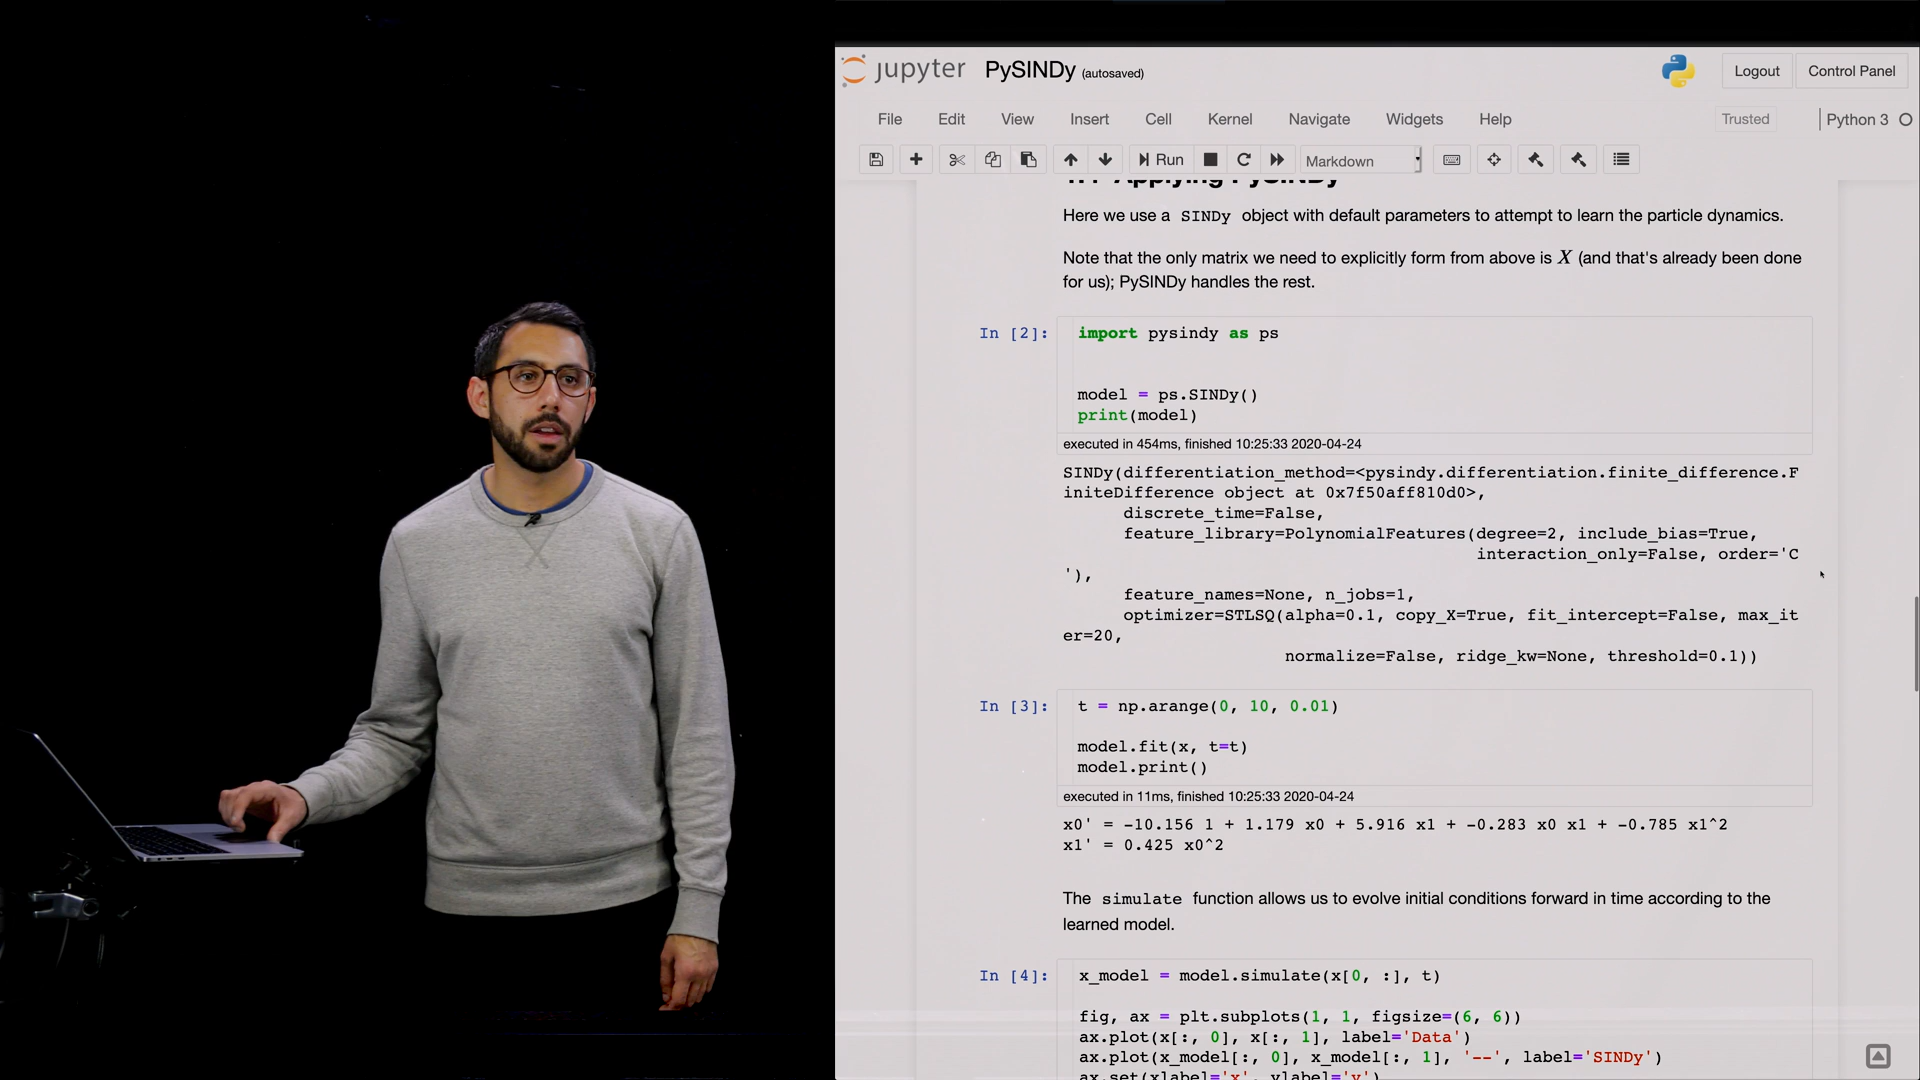 jupyter PySINDy (autosaved)
Logout
Control Panel
File Edit View Insert Cell Kernel Navigate Widgets Help
Trusted
Python 3
Run
Markdown
1.1 Applying PySINDy
Here we use a SINDy object with default parameters to attempt to learn the particle dynamics.
Note that the only matrix we need to explicitly form from above is X (and that's already been done
for us); PySINDy handles the rest.
In [2]: import pysindy as ps
model = ps.SINDy()
print(model)
executed in 454ms, finished 10:25:33 2020-04-24
SINDy(differentiation_method=<pysindy.differentiation.finite_difference.F
initeDifference object at 0x7f50aff810d0>,
discrete_time=False,
feature_library=PolynomialFeatures(degree=2, include_bias=True,
interaction_only=False, order='C
'),
feature_names=None, n_jobs=1,
optimizer=STLSQ(alpha=0.1, copy_X=True, fit_intercept=False, max_it
er=20,
normalize=False, ridge_kw=None, threshold=0.1))
In [3]: t = np.arange(0, 10, 0.01)
model.fit(x, t=t)
model.print()
executed in 11ms, finished 10:25:33 2020-04-24
x0' = -10.156 1 + 1.179 x0 + 5.916 x1 + -0.283 x0 x1 + -0.785 x1^2
x1' = 0.425 x0^2
The simulate function allows us to evolve initial conditions forward in time according to the
learned model.
In [4]: x_model = model.simulate(x[0, :], t)
fig, ax = plt.subplots(1, 1, figsize=(6, 6))
ax.plot(x[:, 0], x[:, 1], label='Data')
ax.plot(x_model[:, 0], x_model[:, 1], '--', label='SINDy')
ax.set(xlabel='x', ylabel='y')